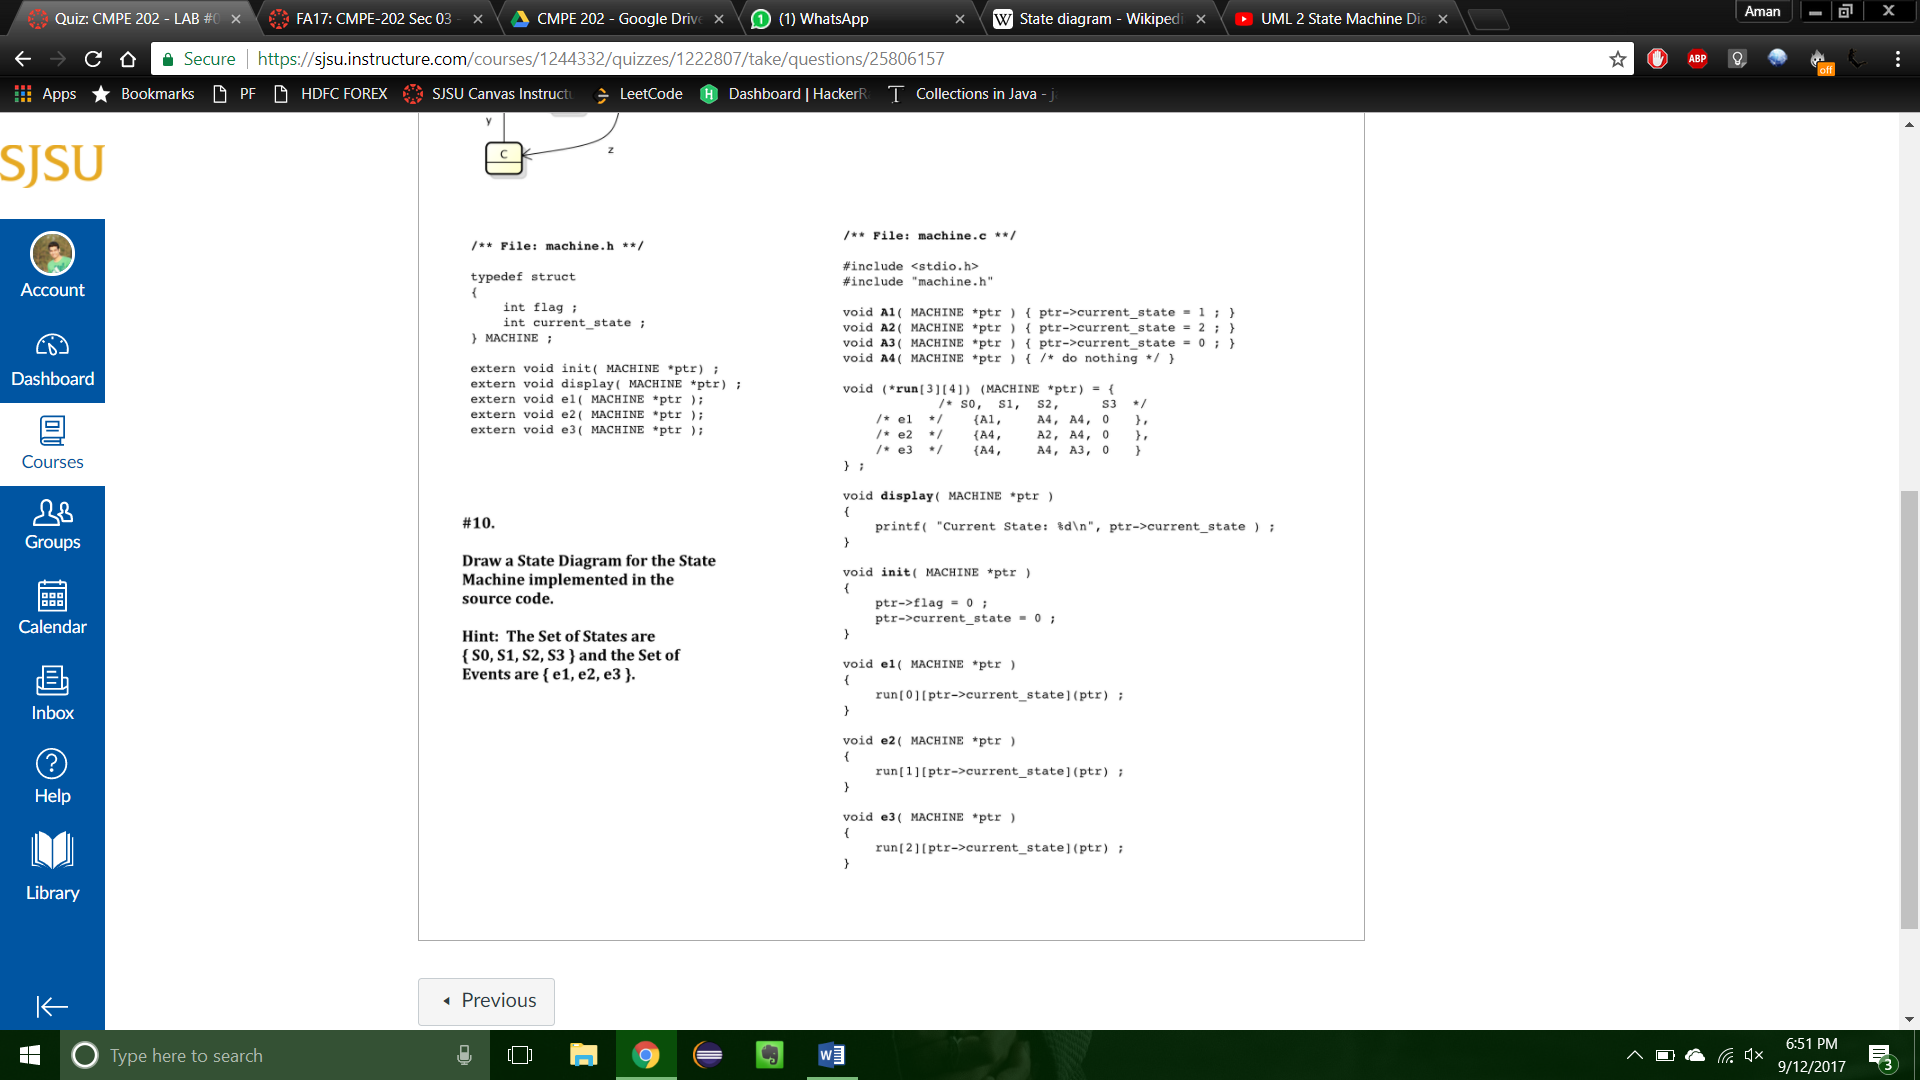 Quiz: CMPE 202 - LAB #0
FA17: CMPE-202 Sec 03 -
CMPE 202 - Google Drive
(1) WhatsApp
State diagram - Wikipedi
UML 2 State Machine Dia
Aman
Secure
https://sjsu.instructure.com/courses/1244332/quizzes/1222807/take/questions/25806157
ABP
off
Apps
Bookmarks
PF
HDFC FOREX
SJSU Canvas Instructu
LeetCode
Dashboard | HackerRa
Collections in Java - ja
SJSU
Account
Dashboard
Courses
Groups
Calendar
Inbox
Help
Library
y
z
C
/** File: machine.h **/
typedef struct
{
int flag ;
int current_state ;
} MACHINE ;
extern void init( MACHINE *ptr) ;
extern void display( MACHINE *ptr) ;
extern void e1( MACHINE *ptr );
extern void e2( MACHINE *ptr );
extern void e3( MACHINE *ptr );
#10.
Draw a State Diagram for the State
Machine implemented in the
source code.
Hint: The Set of States are
{ S0, S1, S2, S3 } and the Set of
Events are { e1, e2, e3 }.
/** File: machine.c **/
#include <stdio.h>
#include "machine.h"
void A1( MACHINE *ptr ) { ptr->current_state = 1 ; }
void A2( MACHINE *ptr ) { ptr->current_state = 2 ; }
void A3( MACHINE *ptr ) { ptr->current_state = 0 ; }
void A4( MACHINE *ptr ) { /* do nothing */ }
void (*run[3][4]) (MACHINE *ptr) = {
/* S0, S1, S2, S3 */
/* e1 */ {A1, A4, A4, 0 },
/* e2 */ {A4, A2, A4, 0 },
/* e3 */ {A4, A4, A3, 0 }
} ;
void display( MACHINE *ptr )
{
printf( "Current State: %d\n", ptr->current_state ) ;
}
void init( MACHINE *ptr )
{
ptr->flag = 0 ;
ptr->current_state = 0 ;
}
void e1( MACHINE *ptr )
{
run[0][ptr->current_state](ptr) ;
}
void e2( MACHINE *ptr )
{
run[1][ptr->current_state](ptr) ;
}
void e3( MACHINE *ptr )
{
run[2][ptr->current_state](ptr) ;
}
Previous
Type here to search
6:51 PM
9/12/2017
3